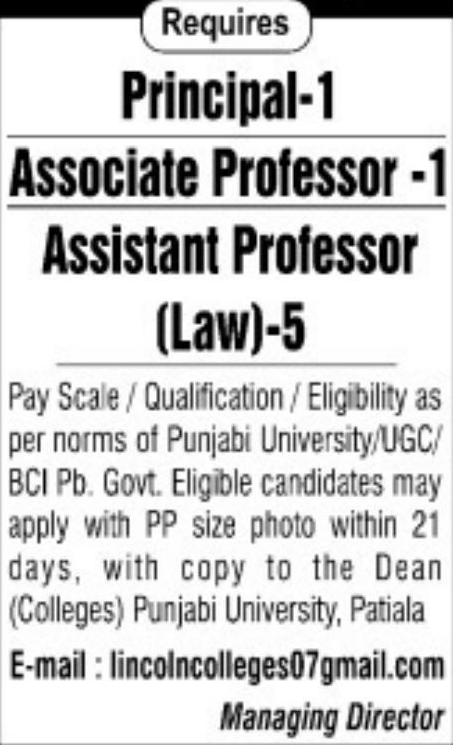 Requires
Principal-1
Associate Professor -1
Assistant Professor
(Law)-5
Pay Scale / Qualification / Eligibility as
per norms of Punjabi University/UGC/
BCI Pb. Govt. Eligible candidates may
apply with PP size photo within 21
days, with copy to the Dean
(Colleges) Punjabi University, Patiala
E-mail : lincolncolleges07gmail.com
Managing Director